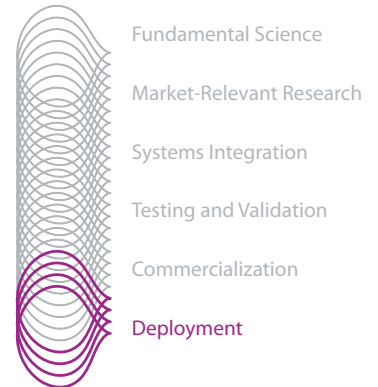 Fundamental Science
Market-Relevant Research
Systems Integration
Testing and Validation
Commercialization
Deployment